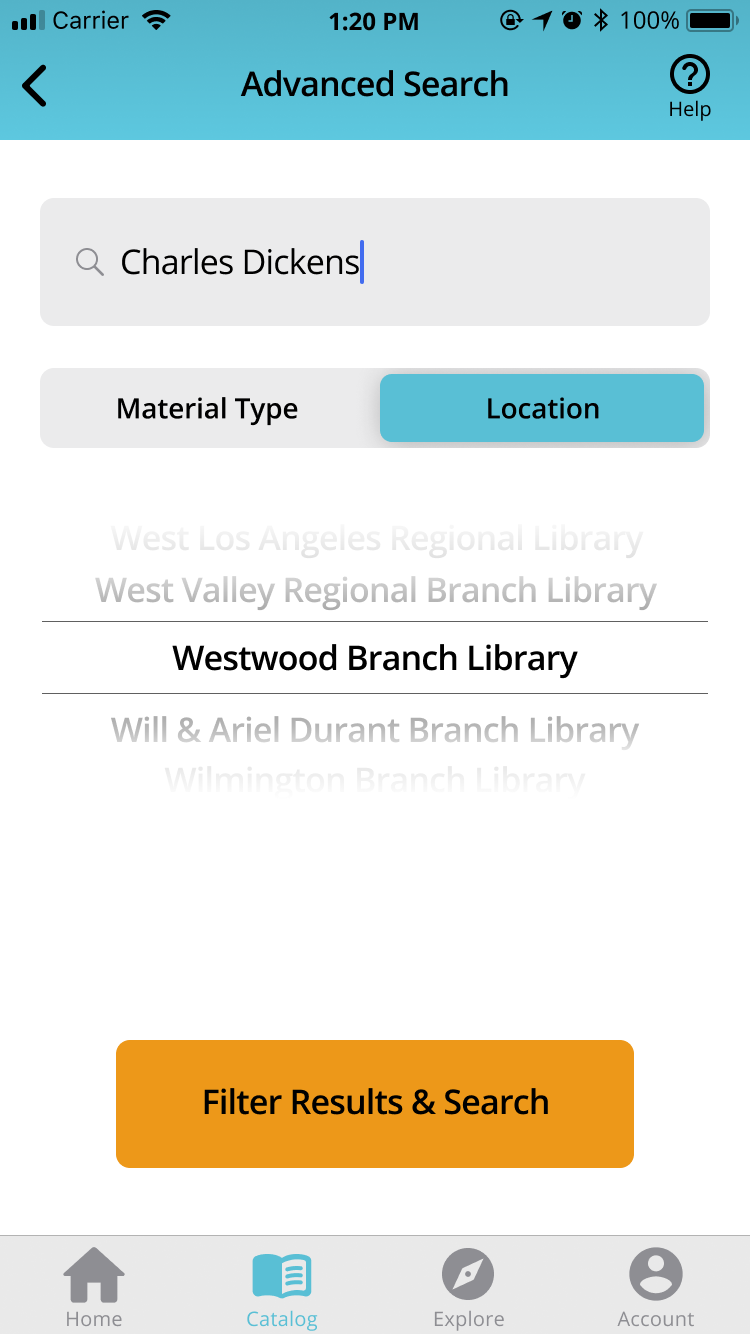 Carrier 1:20 PM 100%
Advanced Search
Help
Charles Dickens
Material Type Location
West Los Angeles Regional Library
West Valley Regional Branch Library
Westwood Branch Library
Will & Ariel Durant Branch Library
Wilmington Branch Library
Filter Results & Search
Home Catalog Explore Account